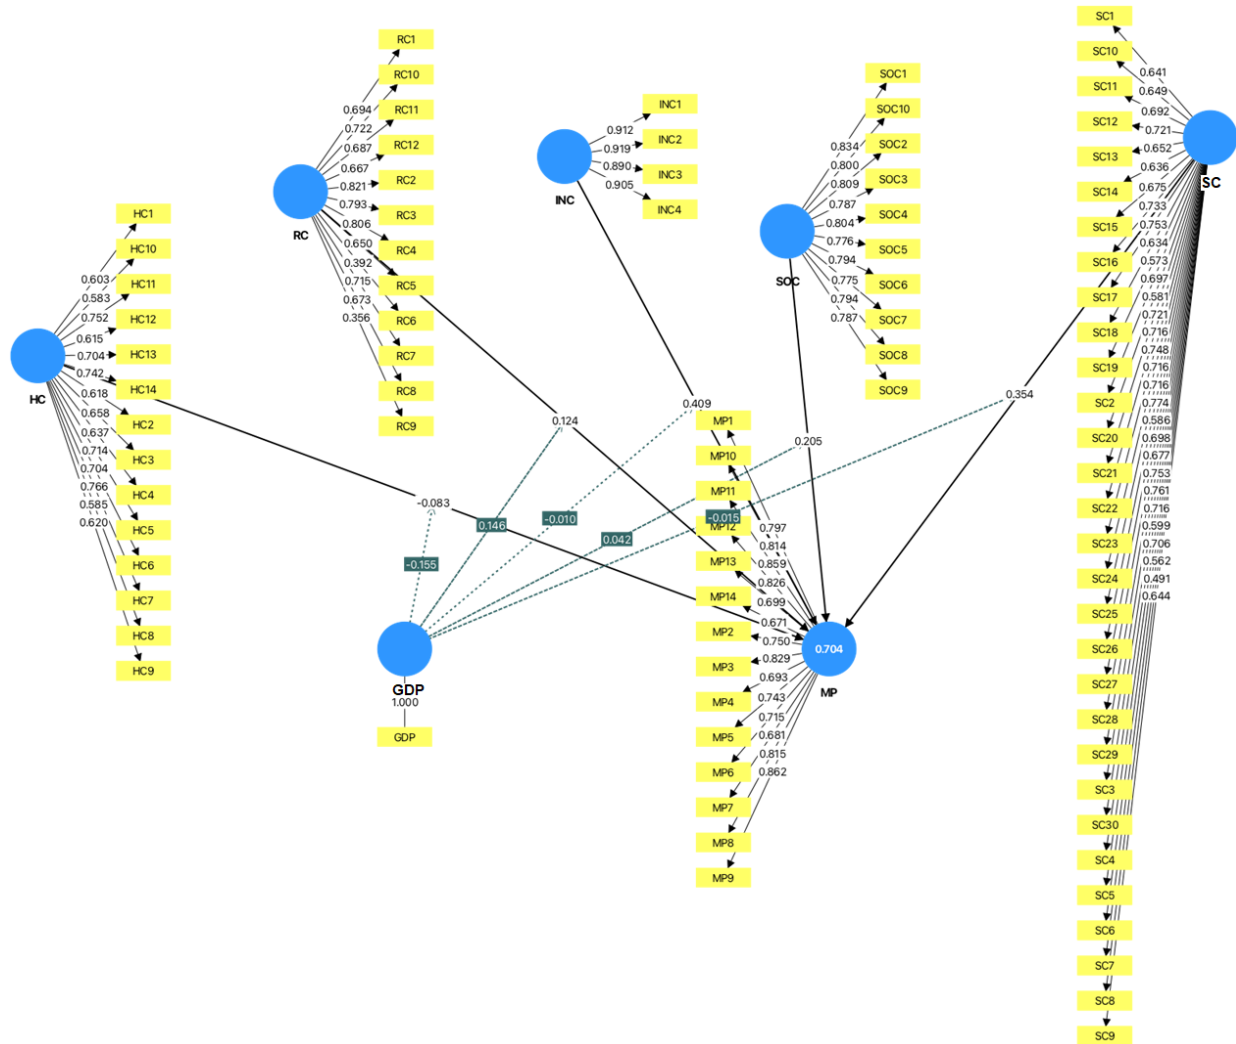 HC
HC1
HC10
HC11
HC12
HC13
HC14
HC2
HC3
HC4
HC5
HC6
HC7
HC8
HC9
0.603
0.583
0.752
0.615
0.704
0.742
0.618
0.658
0.637
0.714
0.704
0.766
0.585
0.620
RC
RC1
RC10
RC11
RC12
RC2
RC3
RC4
RC5
RC6
RC7
RC8
RC9
0.694
0.722
0.687
0.667
0.821
0.793
0.806
0.650
0.392
0.715
0.673
0.356
INC
INC1
INC2
INC3
INC4
0.912
0.919
0.890
0.905
SOC
SOC1
SOC10
SOC2
SOC3
SOC4
SOC5
SOC6
SOC7
SOC8
SOC9
0.834
0.800
0.809
0.787
0.804
0.776
0.794
0.775
0.794
0.787
SC
SC1
SC10
SC11
SC12
SC13
SC14
SC15
SC16
SC17
SC18
SC19
SC2
SC20
SC21
SC22
SC23
SC24
SC25
SC26
SC27
SC28
SC29
SC3
SC30
SC4
SC5
SC6
SC7
SC8
SC9
0.641
0.649
0.692
0.721
0.652
0.636
0.675
0.733
0.753
0.634
0.573
0.697
0.581
0.721
0.716
0.748
0.716
0.716
0.774
0.586
0.698
0.677
0.753
0.761
0.716
0.599
0.706
0.562
0.491
0.644
-0.083
0.124
0.409
0.205
0.354
-0.155
0.146
-0.010
0.042
-0.015
GDP
1.000
GDP
MP1
MP10
MP11
MP12
MP13
MP14
MP2
MP3
MP4
MP5
MP6
MP7
MP8
MP9
0.797
0.814
0.859
0.826
0.699
0.671
0.750
0.829
0.693
0.743
0.715
0.681
0.815
0.862
0.704
MP